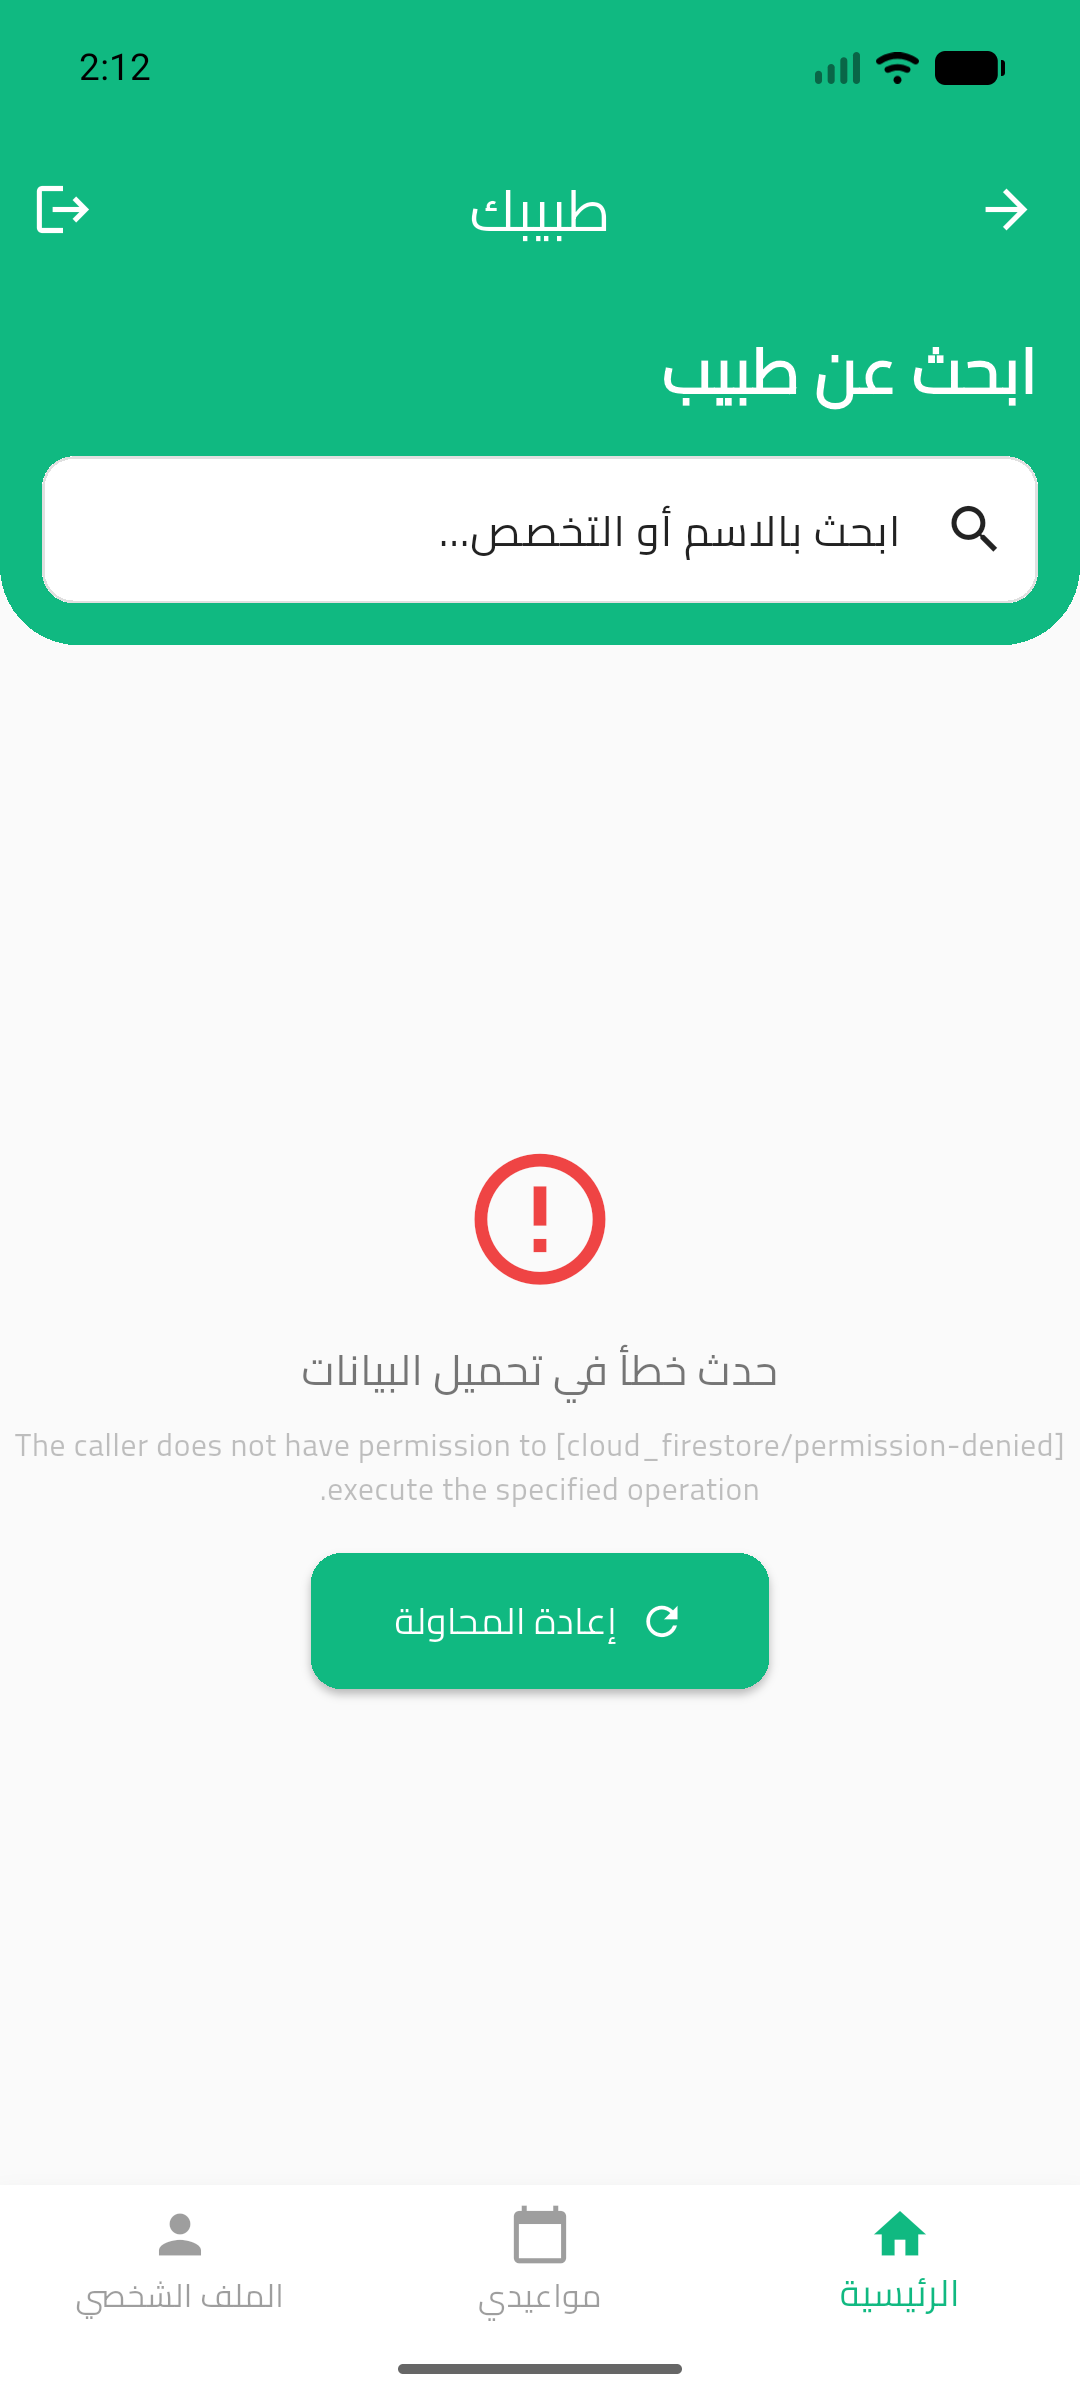 2:12
طبيبك
ابحث عن طبيب
ابحث بالاسم أو التخصص...
حدث خطأ في تحميل البيانات
The caller does not have permission to [cloud_firestore/permission-denied]
.execute the specified operation
إعادة المحاولة
الرئيسية
مواعيدي
الملف الشخصي